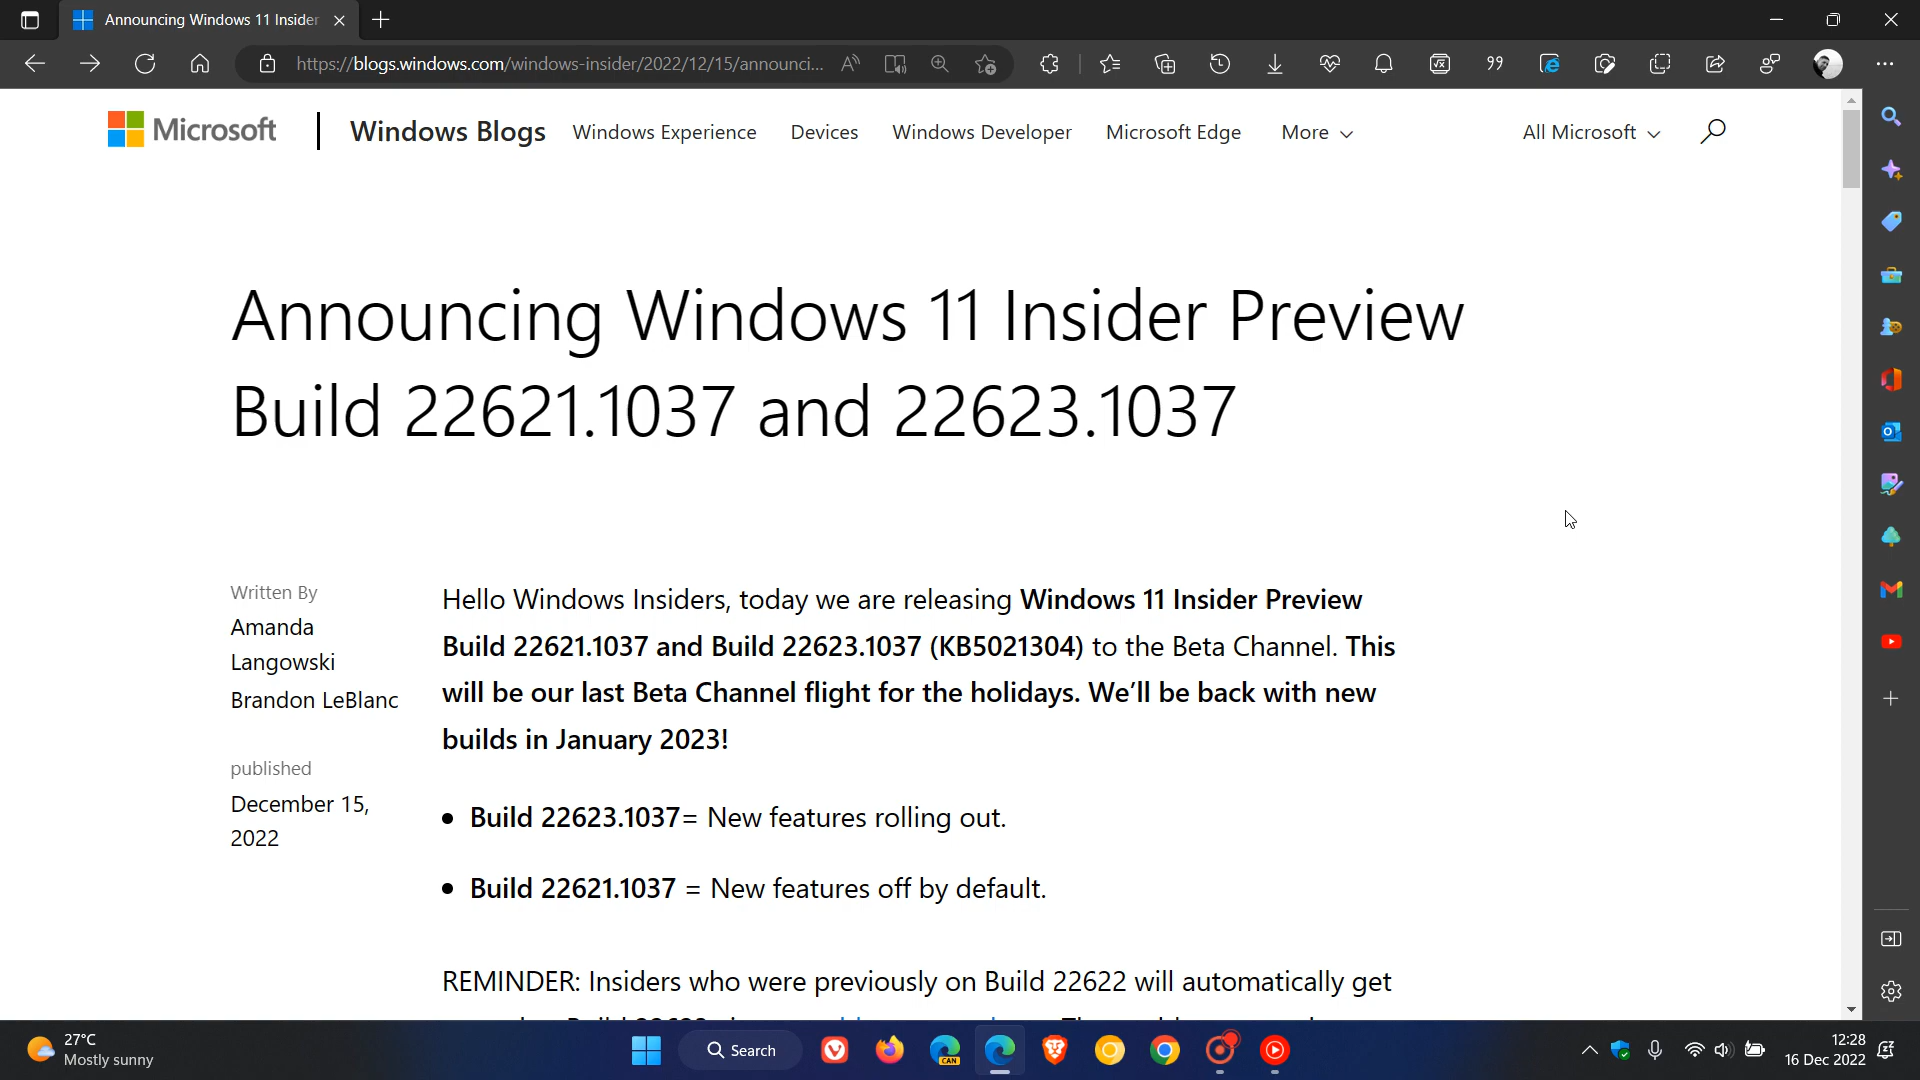 Announcing Windows 11 Insider
https://blogs.windows.com/windows-insider/2022/12/15/announci...
Microsoft
Windows Blogs
Windows Experience
Devices
Windows Developer
Microsoft Edge
More
All Microsoft
Announcing Windows 11 Insider Preview
Build 22621.1037 and 22623.1037
Written By
Amanda
Langowski
Brandon LeBlanc
published
December 15,
2022
Hello Windows Insiders, today we are releasing Windows 11 Insider Preview
Build 22621.1037 and Build 22623.1037 (KB5021304) to the Beta Channel. This
will be our last Beta Channel flight for the holidays. We’ll be back with new
builds in January 2023!
• Build 22623.1037= New features rolling out.
• Build 22621.1037 = New features off by default.
REMINDER: Insiders who were previously on Build 22622 will automatically get
27°C
Mostly sunny
Search
CAN
12:28
16 Dec 2022